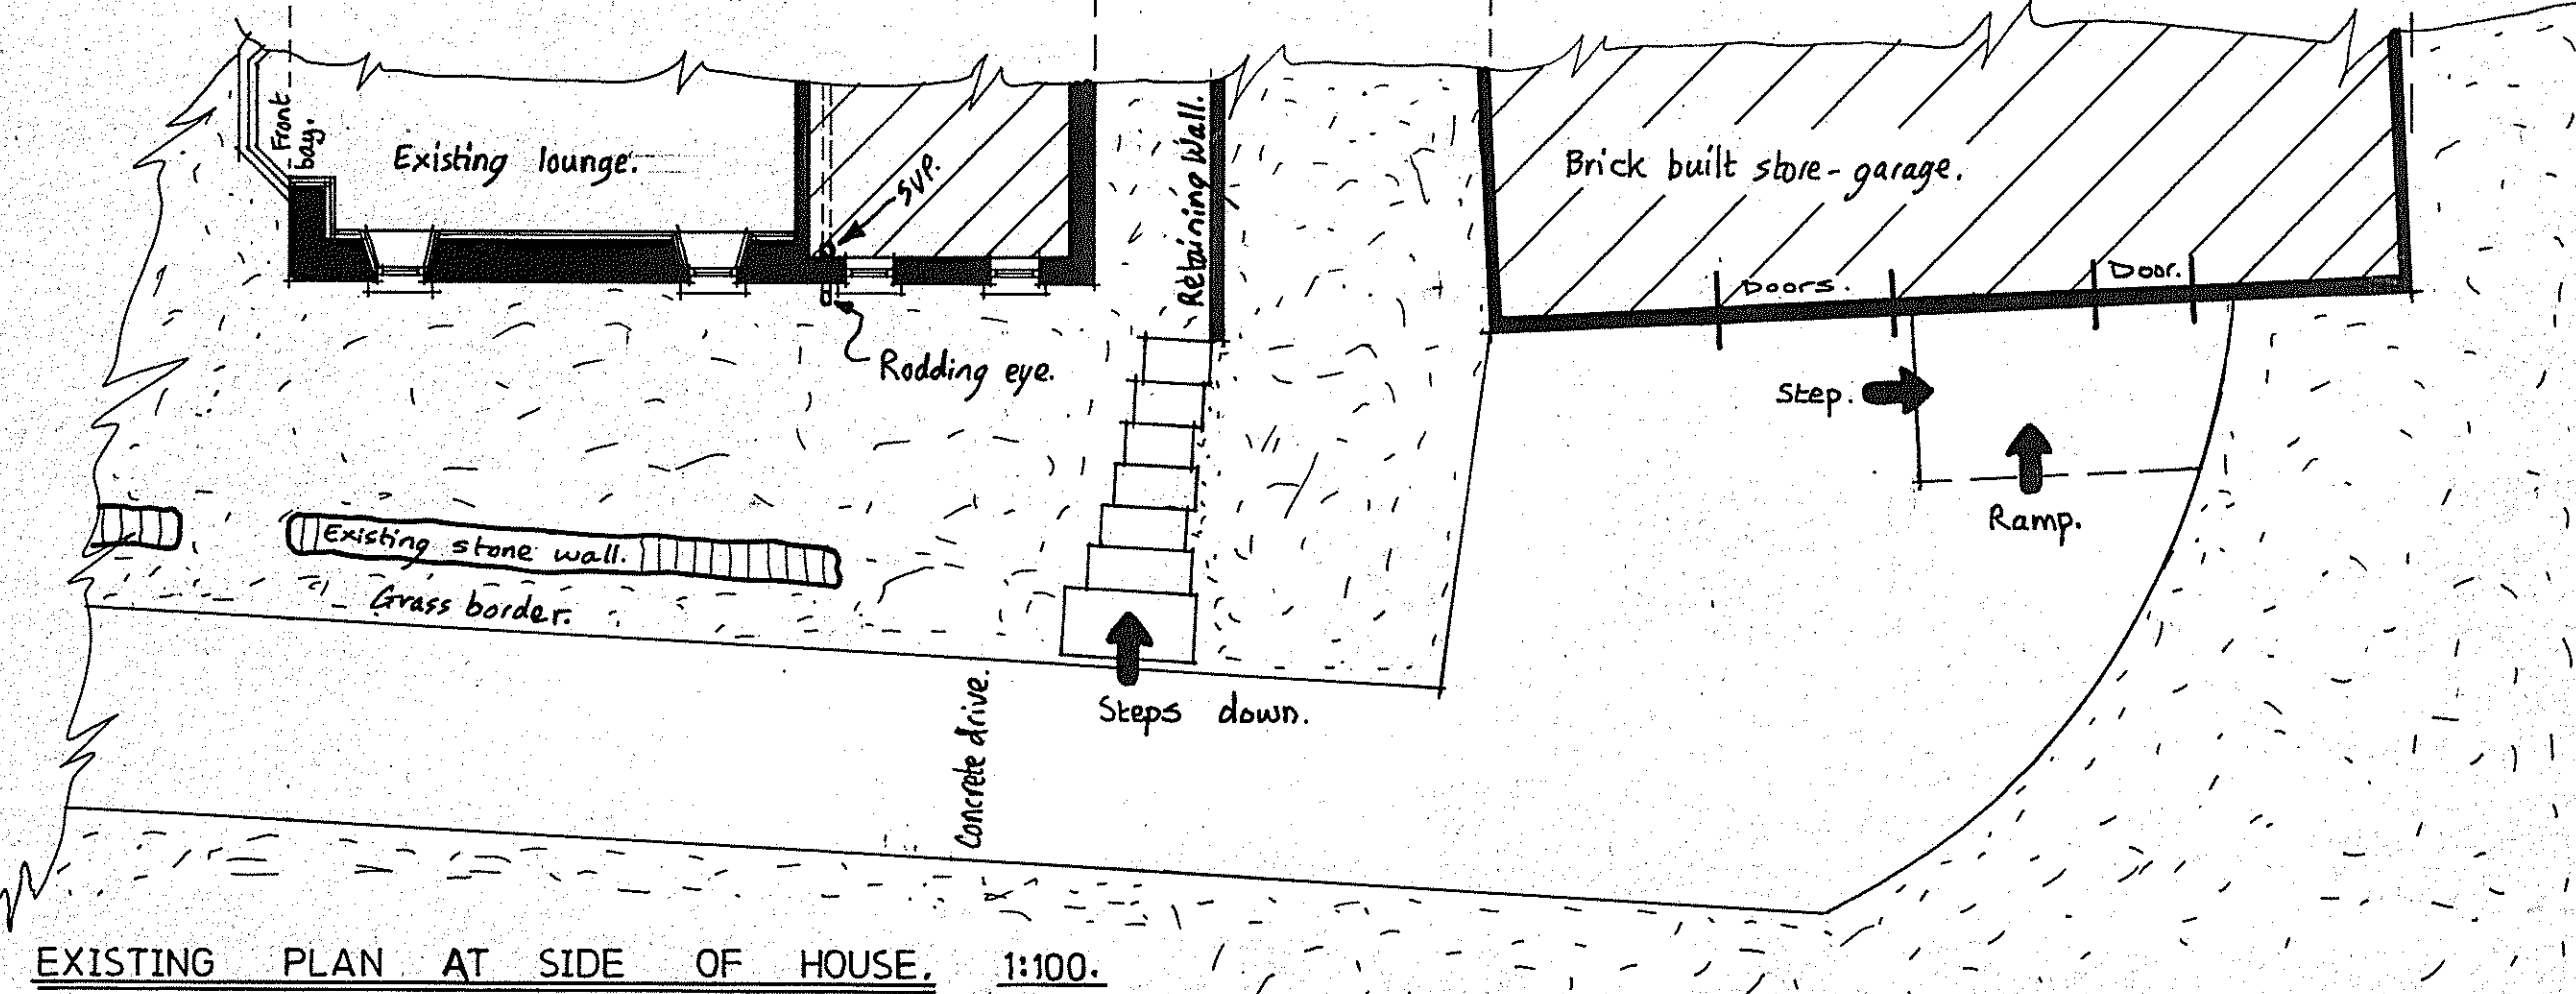 Front
bay.
Existing lounge.
SVP.
Retaining Wall.
Brick built store-garage.
Doors.
Door.
Rodding eye.
Step.
Ramp.
Existing stone wall.
Grass border.
Steps down.
Concrete drive.
EXISTING PLAN AT SIDE OF HOUSE. 1:100.